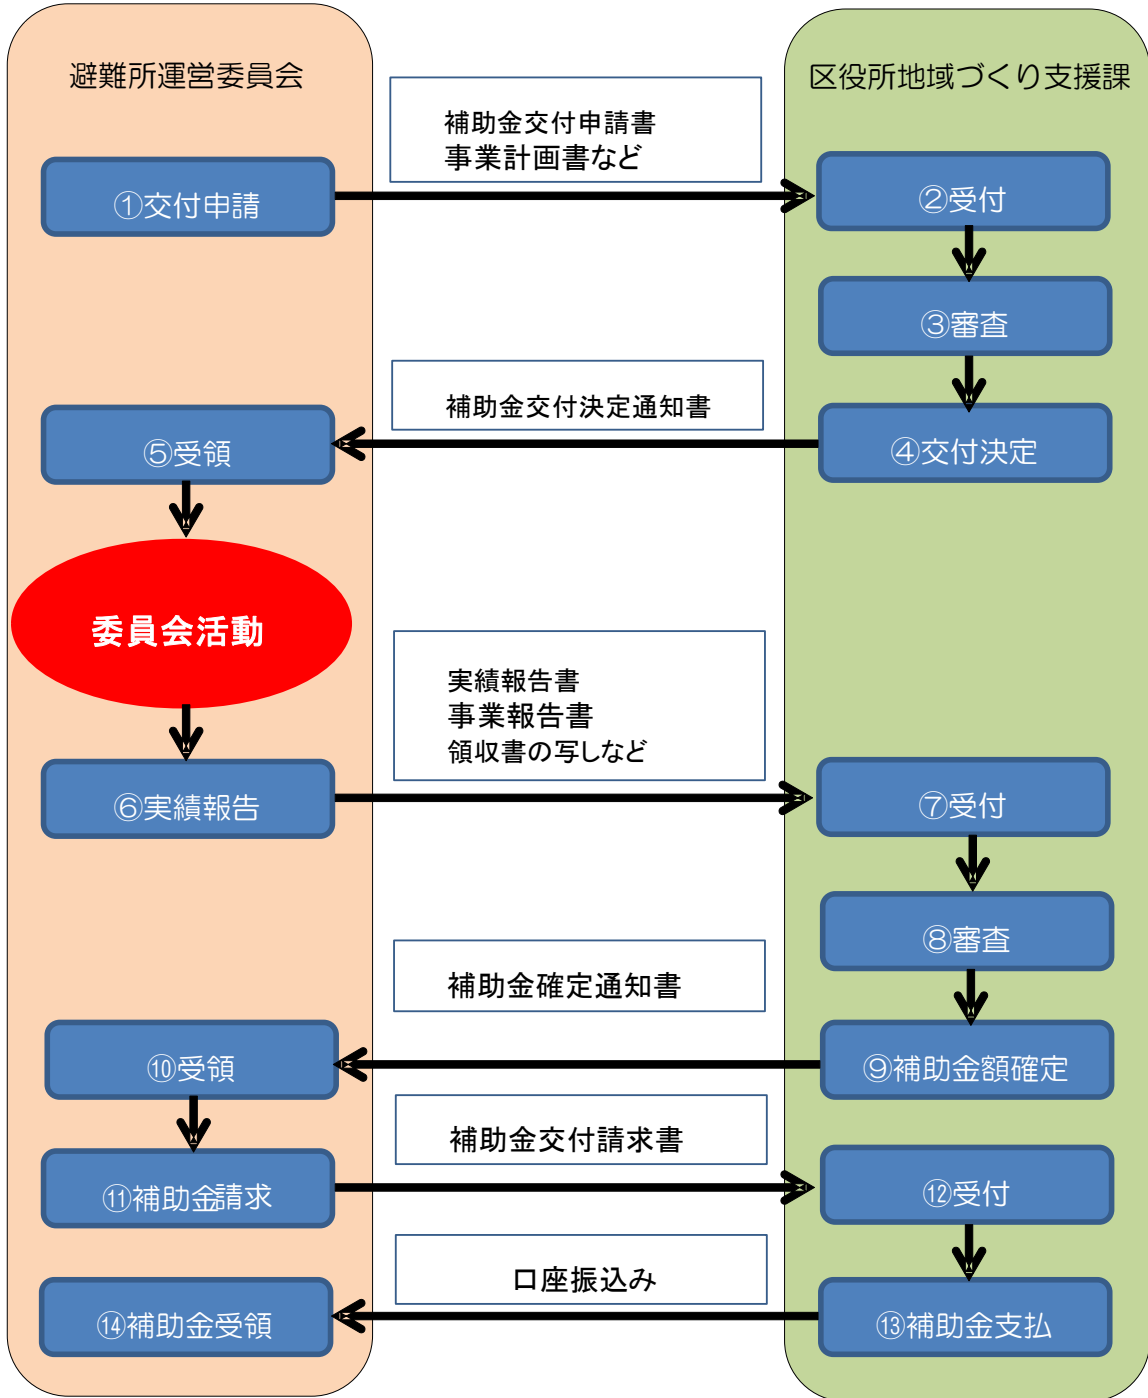 避難所運営委員会
区役所地域づくり支援課
補助金交付申請書
事業計画書など
①交付申請
②受付
③審査
補助金交付決定通知書
④交付決定
⑤受領
委員会活動
実績報告書
事業報告書
領収書の写しなど
⑥実績報告
⑦受付
⑧審査
補助金確定通知書
⑨補助金額確定
⑩受領
補助金交付請求書
⑪補助金請求
⑫受付
口座振込み
⑬補助金支払
⑭補助金受領